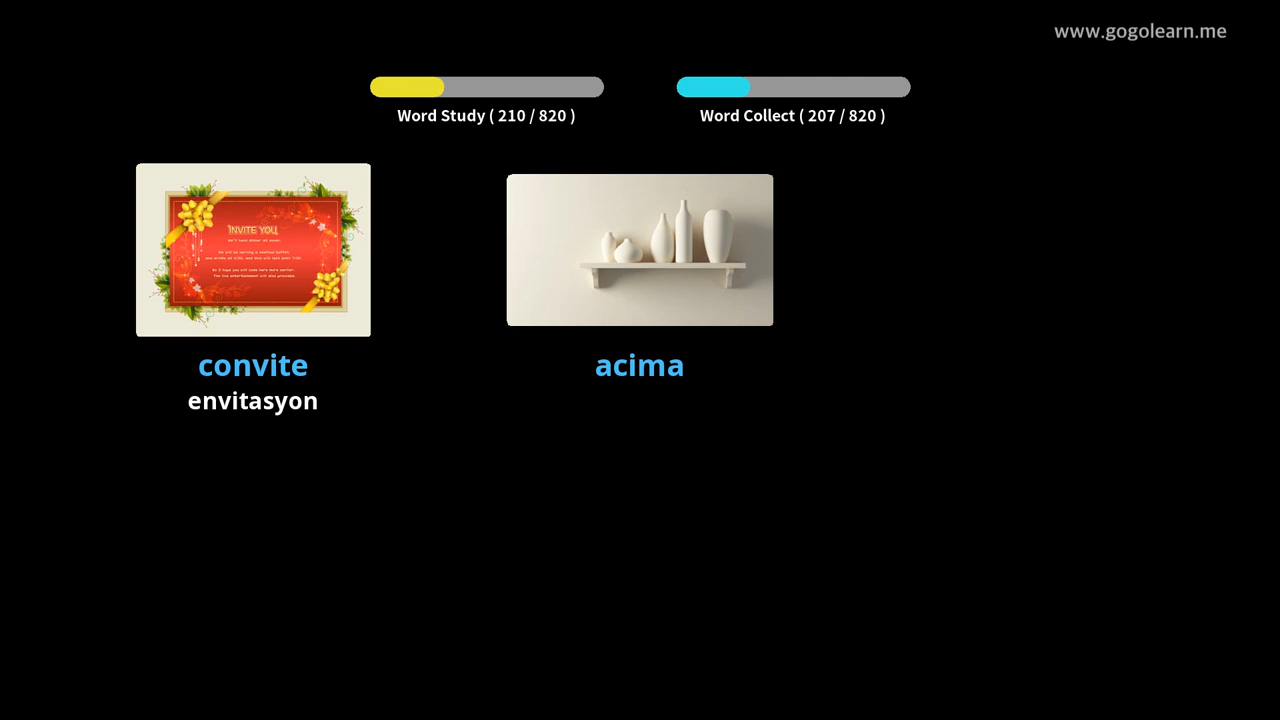 www.gogolearn.me
Word Study ( 210 / 820 )
Word Collect ( 207 / 820 )
INVITE YOU
convite
envitasyon
acima